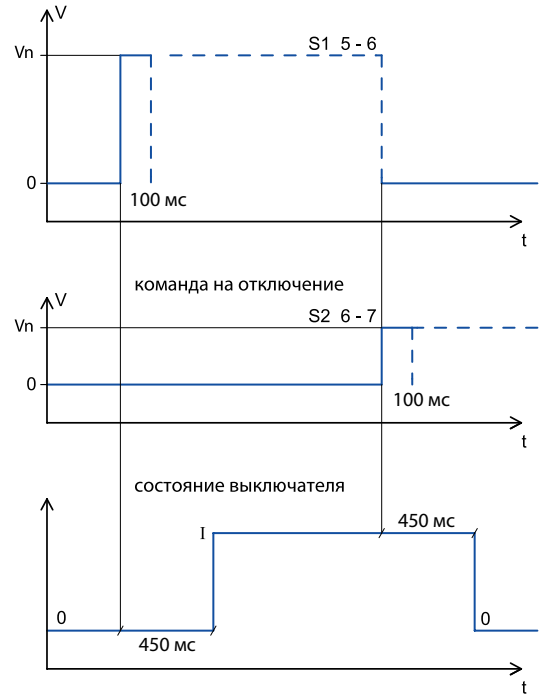 V
Vn
S1 5 - 6
0
100 мс
t
команда на отключение
V
Vn
S2 6 - 7
0
100 мс
t
состояние выключателя
I
450 мс
0
0
450 мс
t